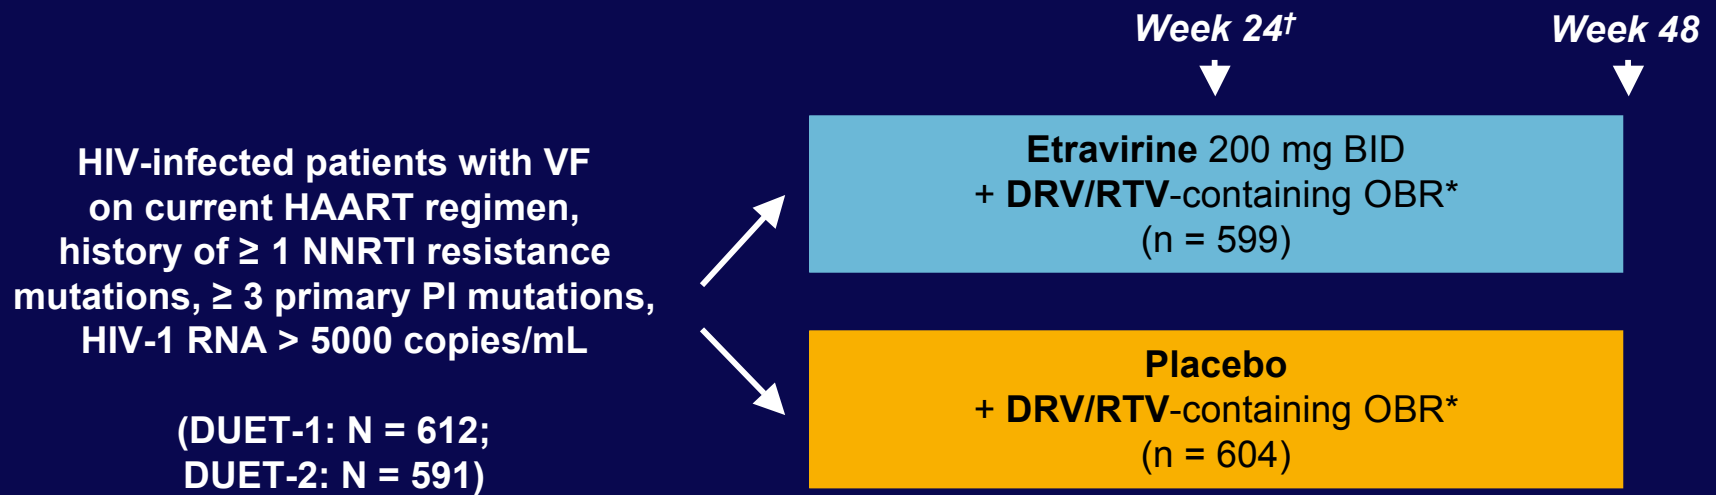 Week 24†
Week 48
HIV-infected patients with VF
on current HAART regimen,
history of ≥ 1 NNRTI resistance
mutations, ≥ 3 primary PI mutations,
HIV-1 RNA > 5000 copies/mL
(DUET-1: N = 612;
DUET-2: N = 591)
Etravirine 200 mg BID
+ DRV/RTV-containing OBR*
(n = 599)
Placebo
+ DRV/RTV-containing OBR*
(n = 604)